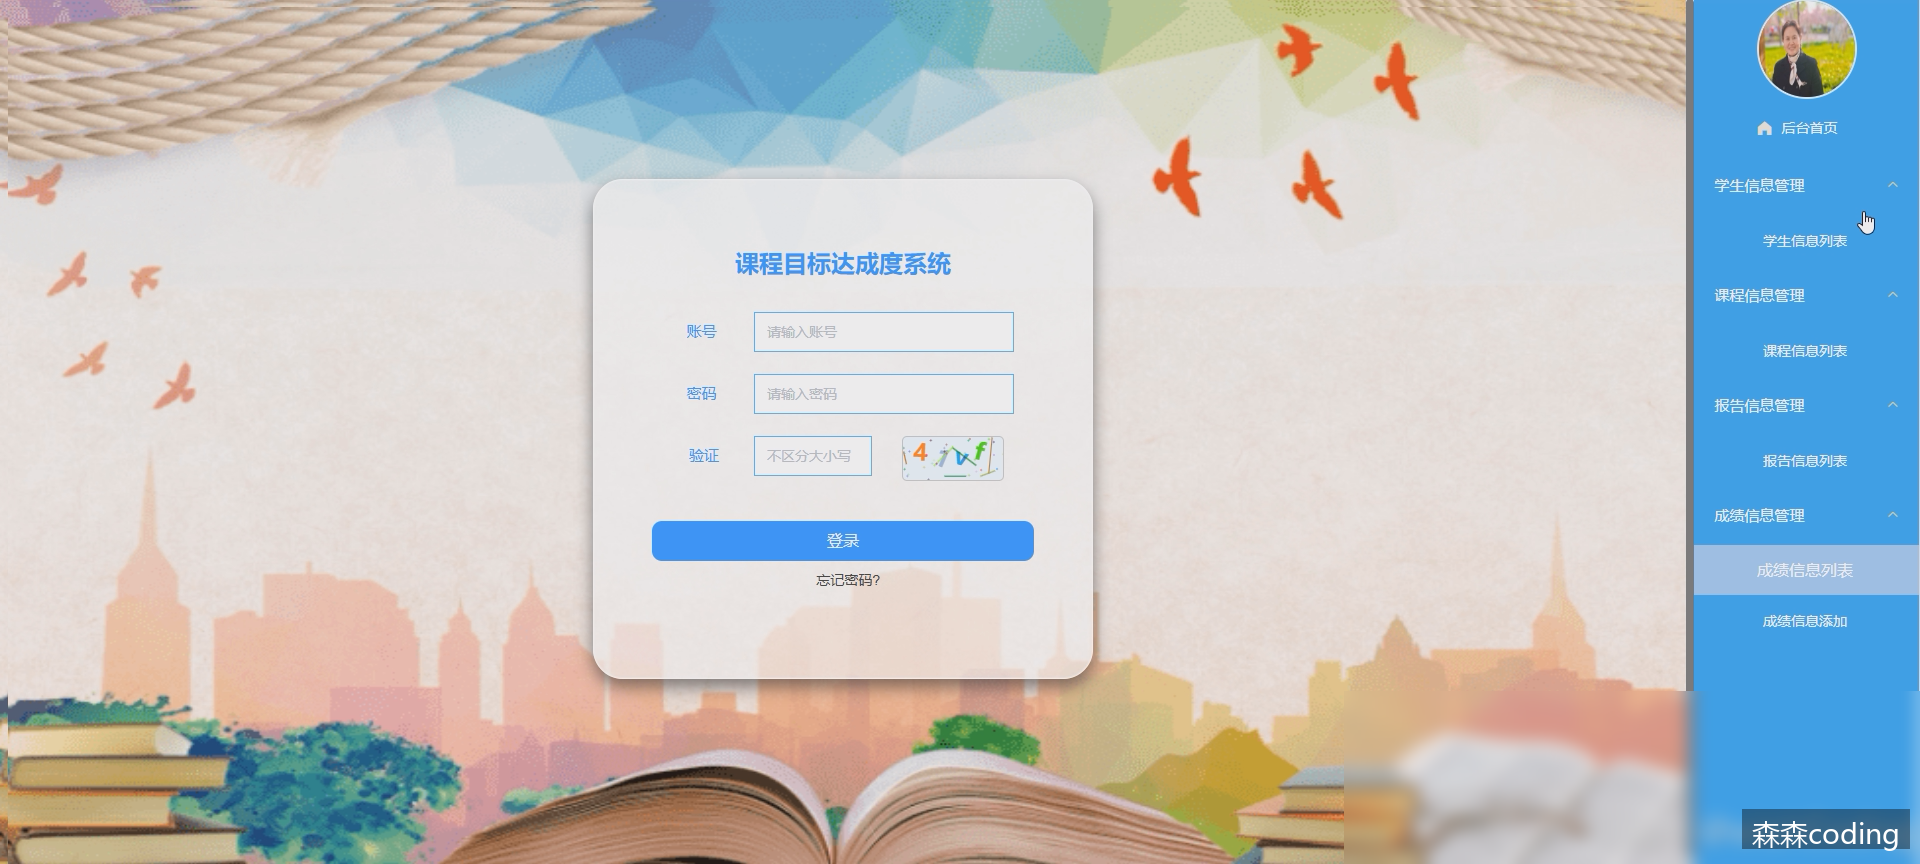 课程目标达成度系统
账号
请输入账号
密码
请输入密码
验证
不区分大小写
登录
忘记密码?
后台首页
学生信息管理
学生信息列表
课程信息管理
课程信息列表
报告信息管理
报告信息列表
成绩信息管理
成绩信息列表
成绩信息添加
森森coding